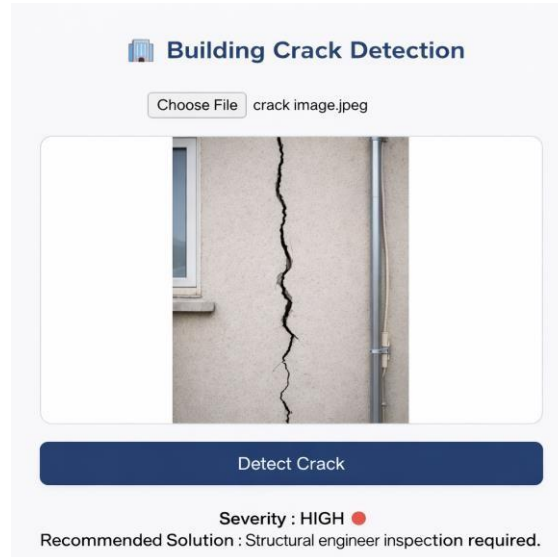 Building Crack Detection
Choose File crack image.jpeg
Detect Crack
Severity : HIGH
Recommended Solution : Structural engineer inspection required.